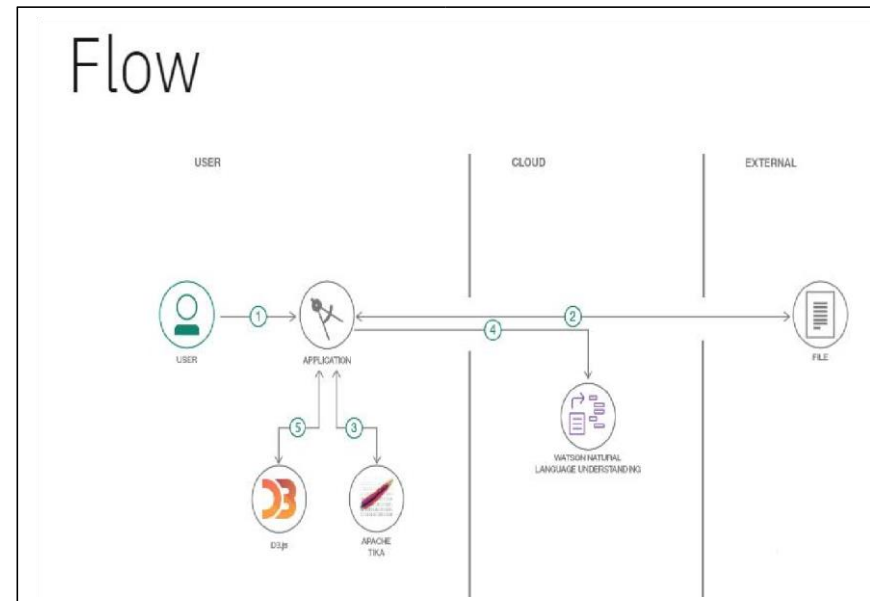 Flow
USER
CLOUD
EXTERNAL
1
2
4
USER
APPLICATION
FILE
5
3
WATSON NATURAL
LANGUAGE UNDERSTANDING
D3.js
APACHE
TIKA